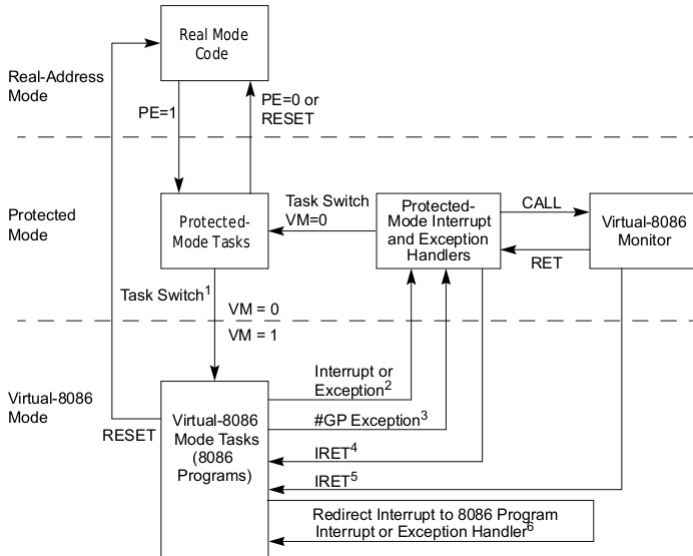 Real Mode
Code
Real-Address
Mode
PE=1
PE=0 or
RESET
Protected
Mode
Protected-
Mode Tasks
Task Switch
VM=0
Protected-
Mode Interrupt
and Exception
Handlers
CALL
RET
Virtual-8086
Monitor
Task Switch1
VM = 0
VM = 1
Virtual-8086
Mode
RESET
Virtual-8086
Mode Tasks
(8086
Programs)
Interrupt or
Exception2
#GP Exception3
IRET4
IRET5
Redirect Interrupt to 8086 Program
Interrupt or Exception Handler6